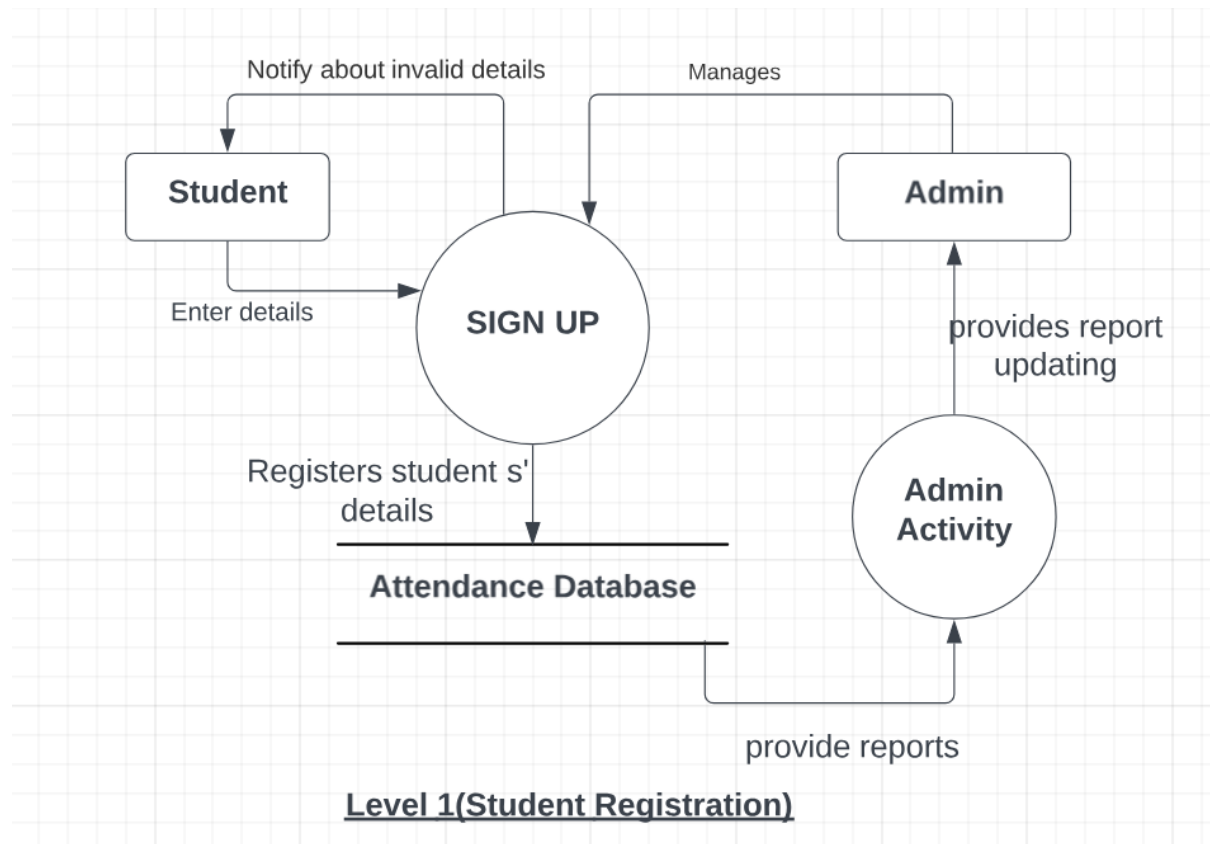 Notify about invalid details
Manages
Student
Admin
Enter details
SIGN UP
provides report
updating
Registers student s'
details
Admin
Activity
Attendance Database
provide reports
Level 1(Student Registration)